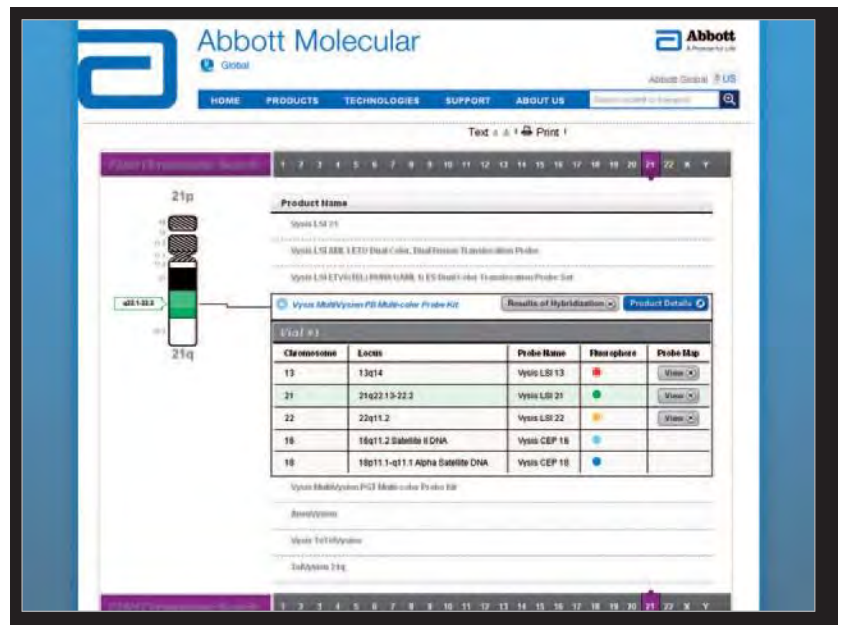 Abbott Molecular
Global
Abbott
A Promise for Life
Abbott Global US
HOME PRODUCTS TECHNOLOGIES SUPPORT ABOUT US
Text A A Print
1 2 3 4 5 6 7 8 9 10 11 12 13 14 15 16 17 18 19 20 21 22 X Y
21p
21q
Product Name
Vysis LSI 21
Vysis MultiVysion PB Multi-color Probe Kit Results of Hybridization Product Details
Vial #1
Chromosome Locus Probe Name Fluorophore Probe Map
13 13q14 Vysis LSI 13 View
21 21q22.13-22.2 Vysis LSI 21 View
22 22q11.2 Vysis LSI 22 View
16 16q11.2 Satellite II DNA Vysis CEP 16
18 18p11.1-q11.1 Alpha Satellite DNA Vysis CEP 18
Vysis MultiVysion PGT Multi-color Probe Kit
AneuVysion
Vysis ToTelVysion
TelVysion 21q
1 2 3 4 5 6 7 8 9 10 11 12 13 14 15 16 17 18 19 20 21 22 X Y